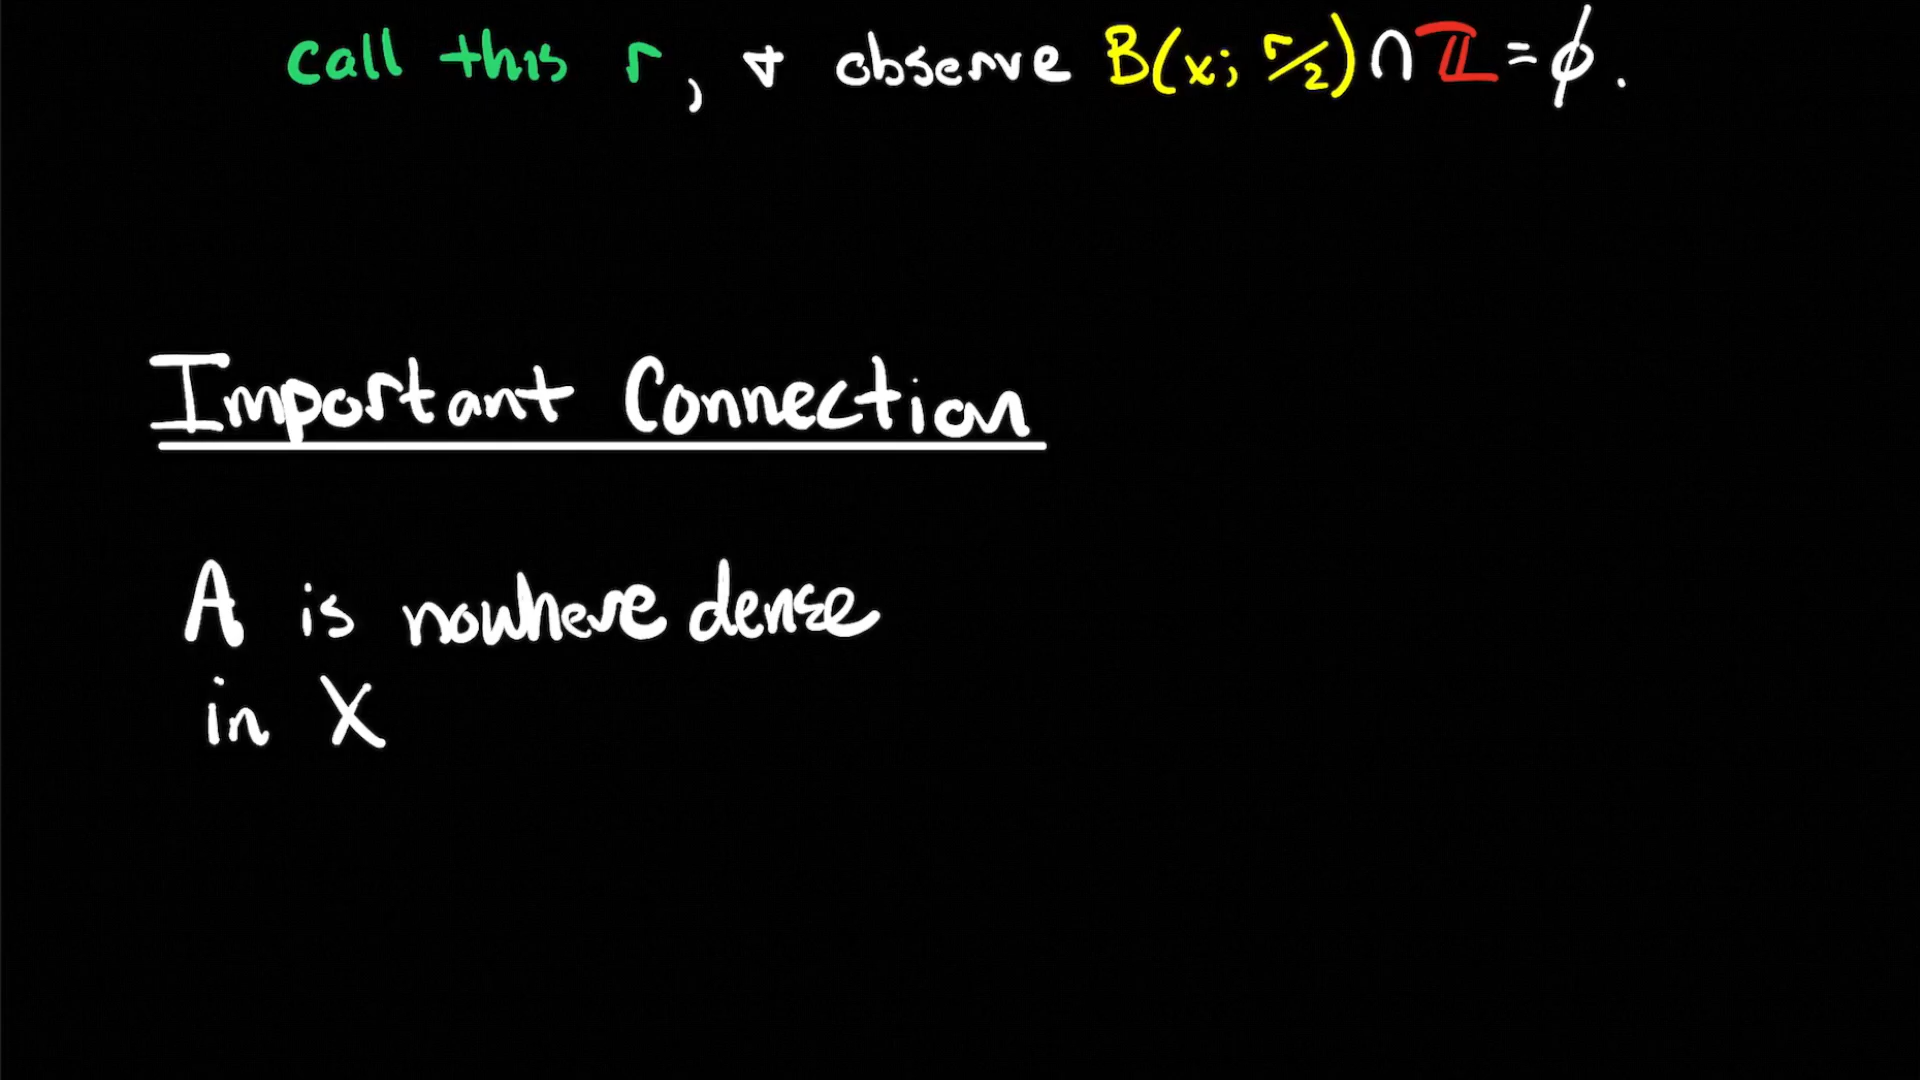 call this r, & observe B(x; r/2) ∩ ℤ = ϕ.
Important Connection
A is nowhere dense
in X